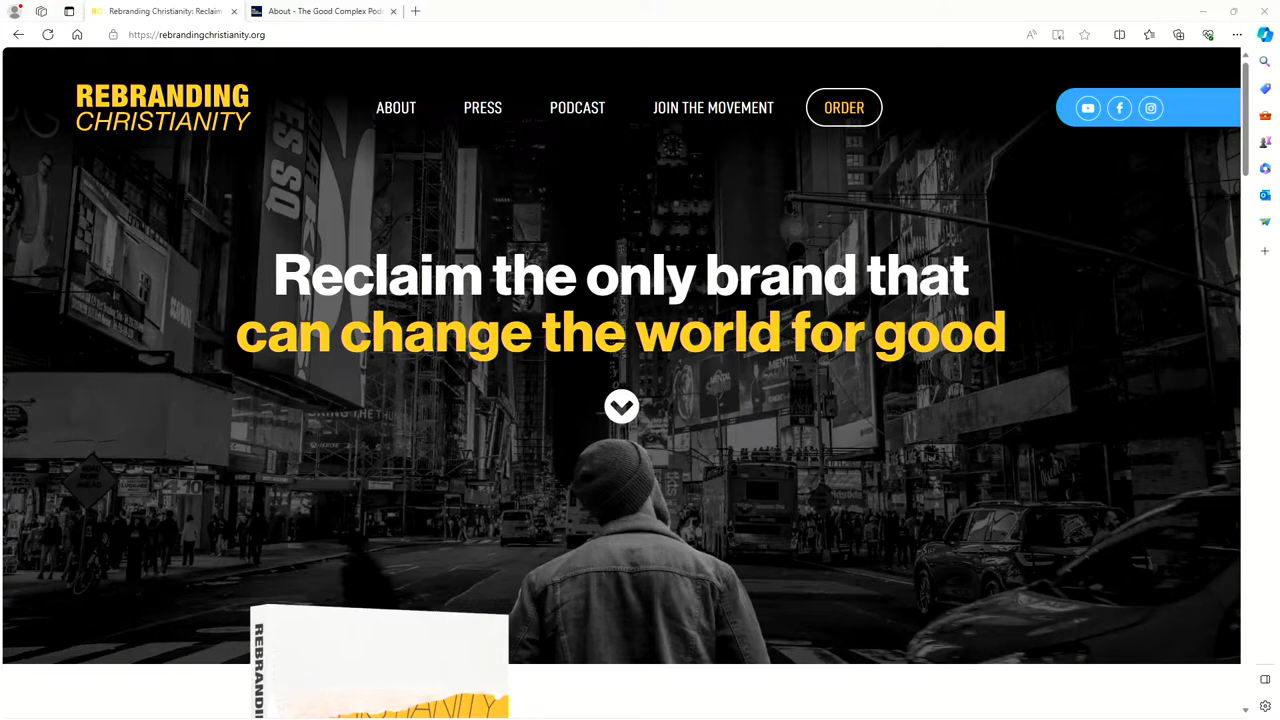 Rebranding Christianity: Reclaim
About - The Good Complex Pod
https://rebrandingchristianity.org
REBRANDING
CHRISTIANITY
ABOUT
PRESS
PODCAST
JOIN THE MOVEMENT
ORDER
Reclaim the only brand that
can change the world for good